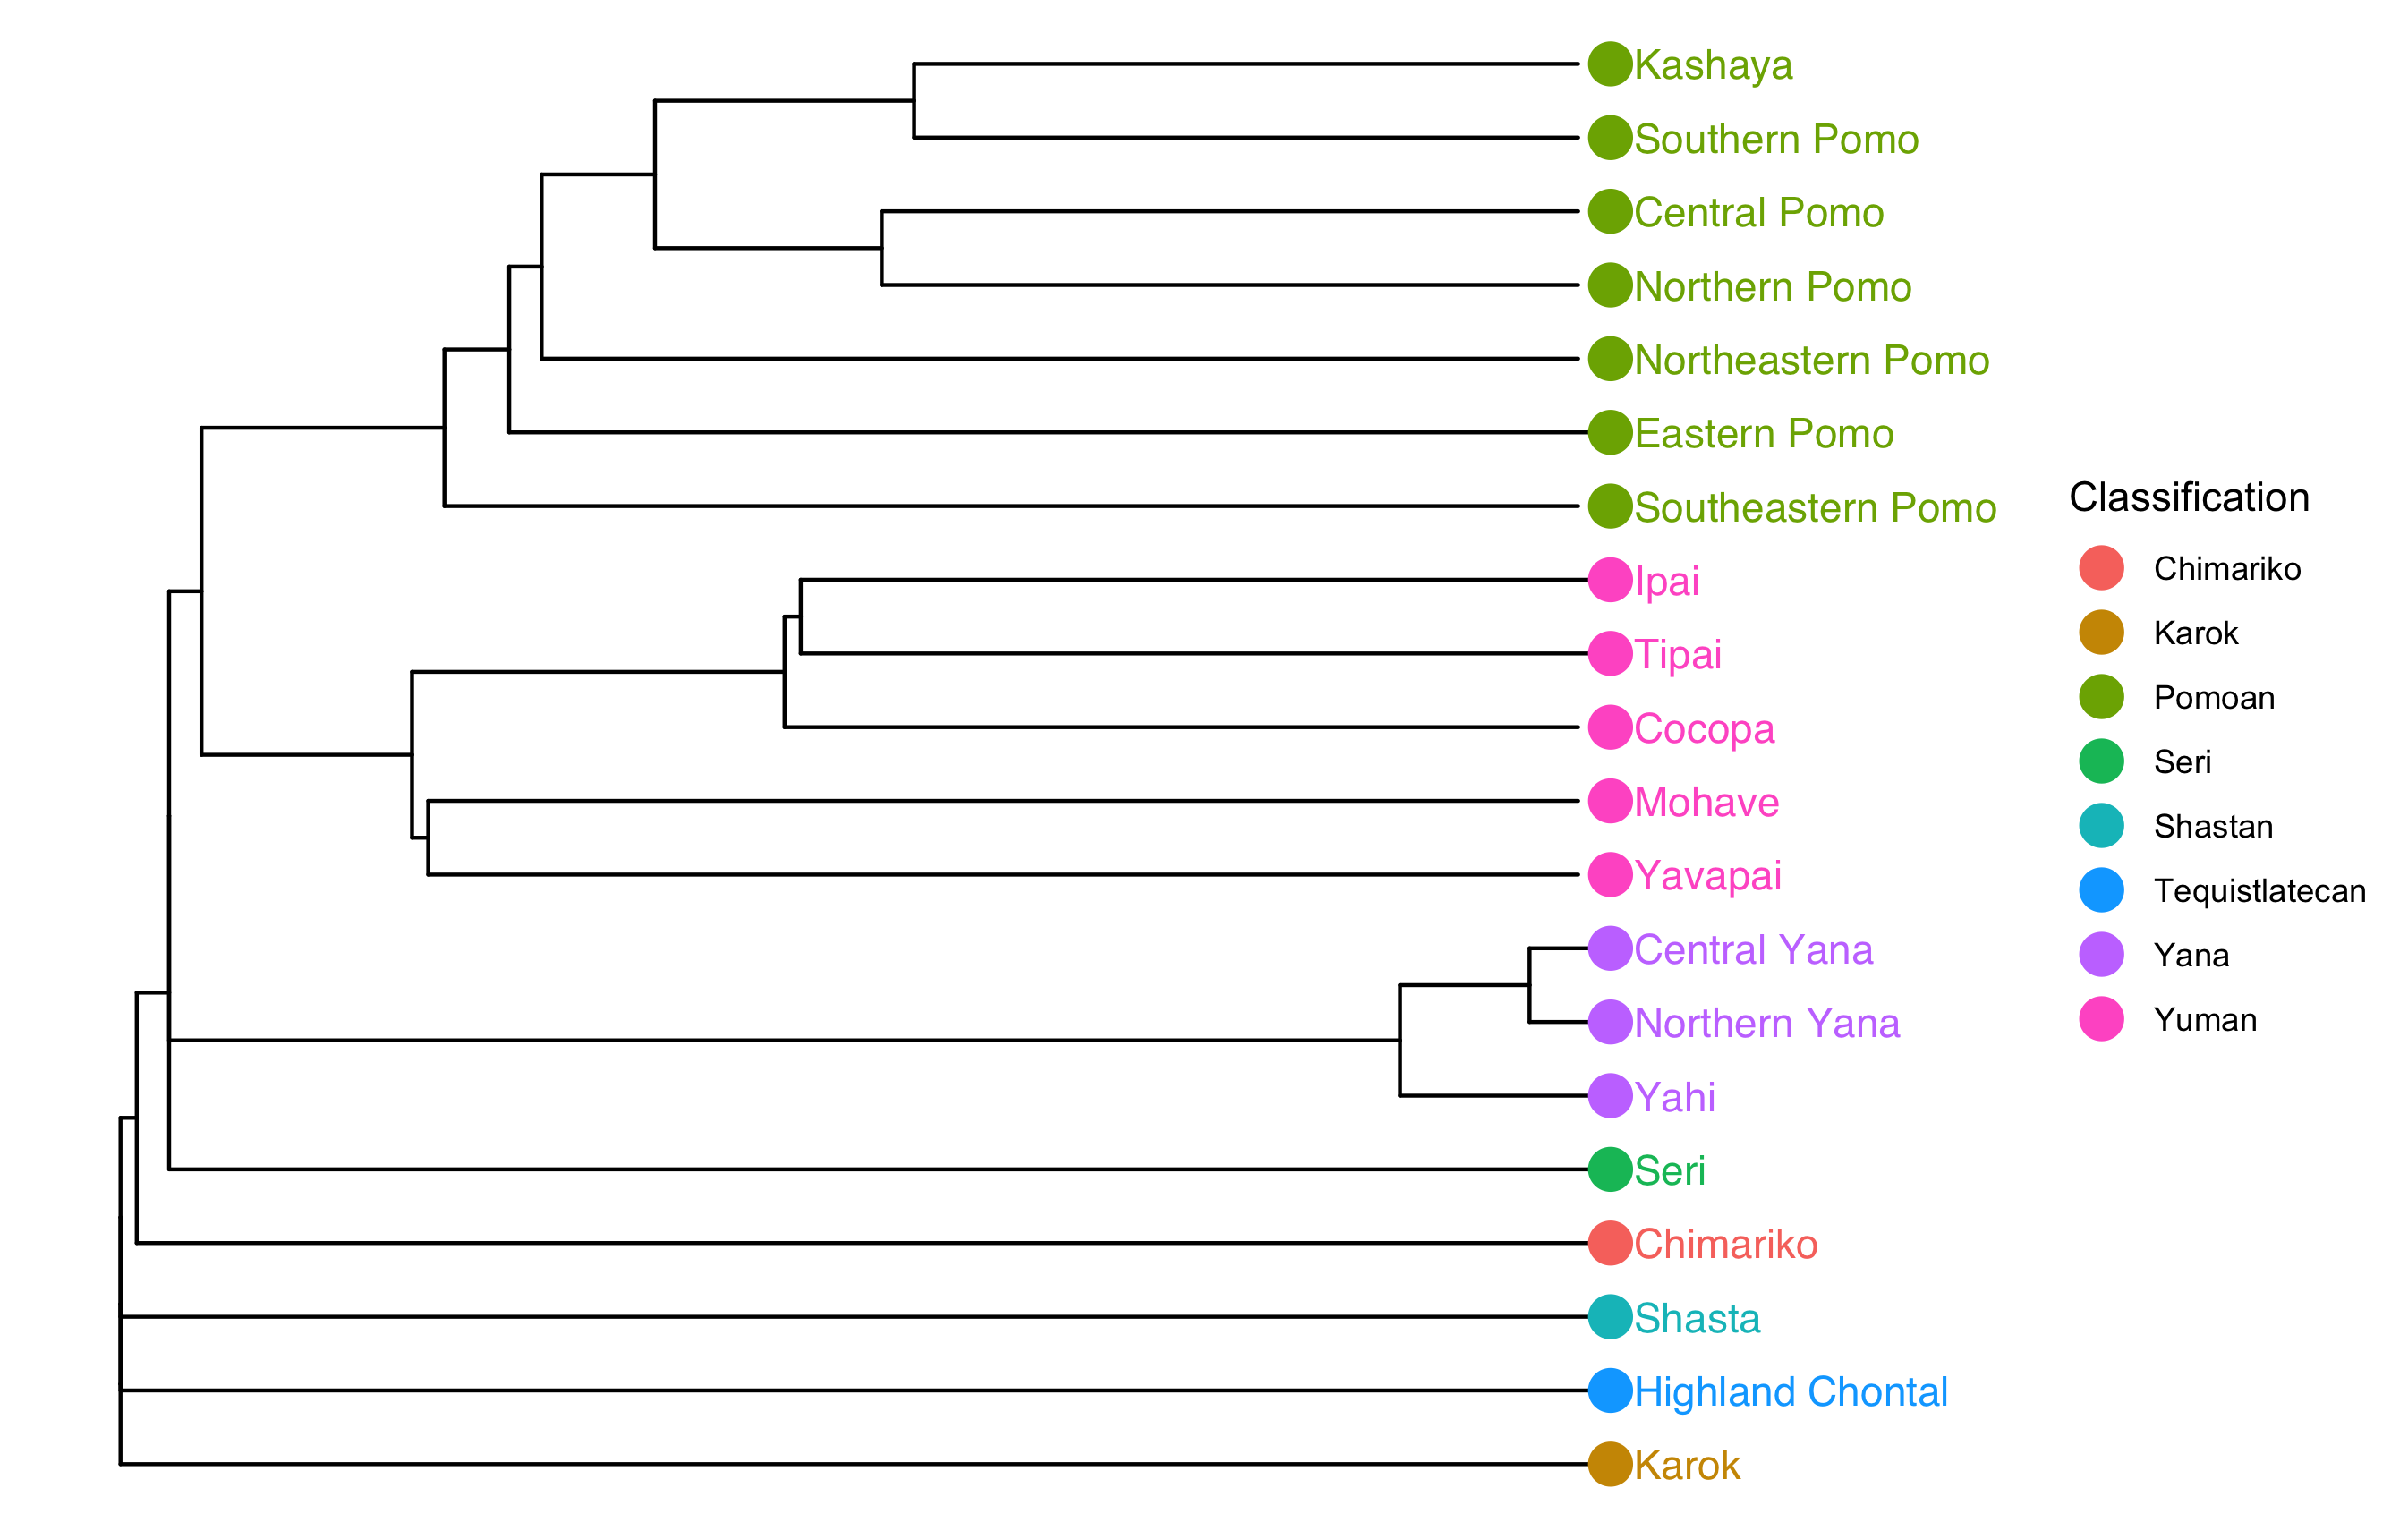 Kashaya
Southern Pomo
Central Pomo
Northern Pomo
Northeastern Pomo
Eastern Pomo
Southeastern Pomo
Ipai
Tipai
Cocopa
Mohave
Yavapai
Central Yana
Northern Yana
Yahi
Seri
Chimariko
Shasta
Highland Chontal
Karok
Classification
Chimariko
Karok
Pomoan
Seri
Shastan
Tequistlatecan
Yana
Yuman